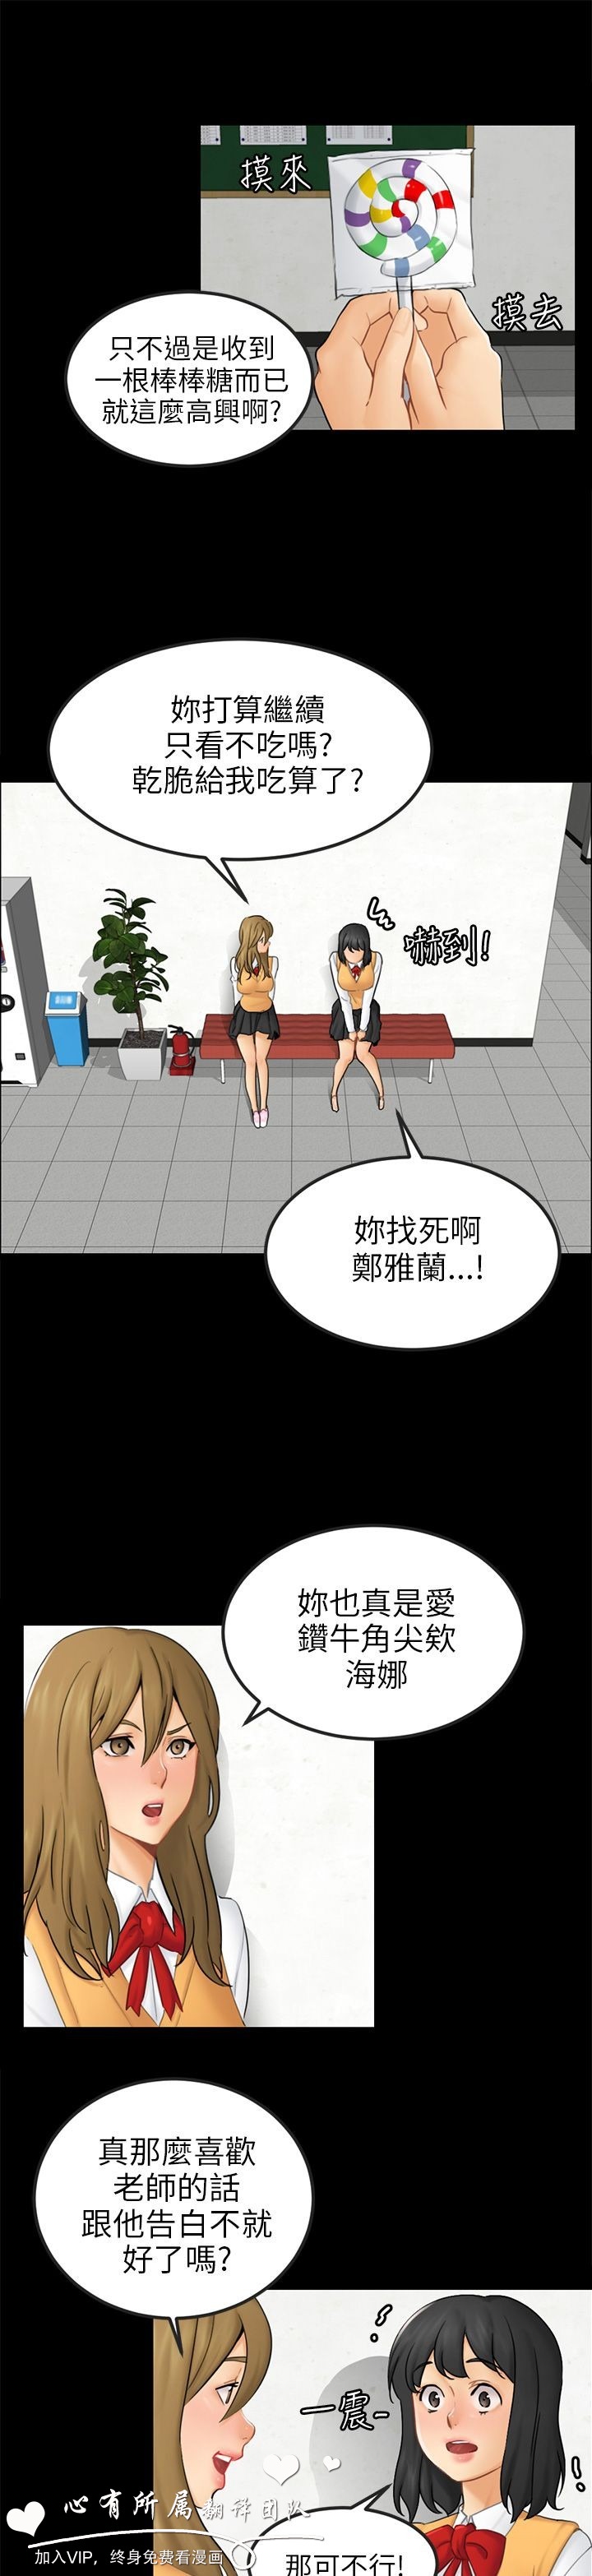 摸來
摸去
只不過是收到
一根棒棒糖而已
就這麼高興啊?
妳打算繼續
只看不吃嗎?
乾脆給我吃算了?
嚇到!
妳找死啊
鄭雅蘭...!
妳也真是愛
鑽牛角尖欸
海娜
真那麼喜歡
老師的話
跟他告白不就
好了嗎?
一震-
那可不行!
心有所属翻译团队
加入VIP，终身免费看漫画